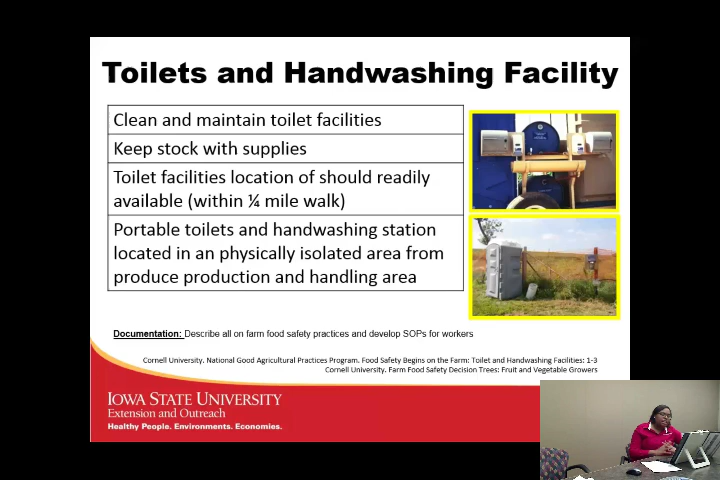 Toilets and Handwashing Facility
Clean and maintain toilet facilities
Keep stock with supplies
Toilet facilities location of should readily
available (within ¼ mile walk)
Portable toilets and handwashing station
located in an physically isolated area from
produce production and handling area
Documentation: Describe all on farm food safety practices and develop SOPs for workers
Cornell University. National Good Agricultural Practices Program. Food Safety Begins on the Farm: Toilet and Handwashing Facilities: 1-3
Cornell University. Farm Food Safety Decision Trees: Fruit and Vegetable Growers
IOWA STATE UNIVERSITY
Extension and Outreach
Healthy People. Environments. Economies.